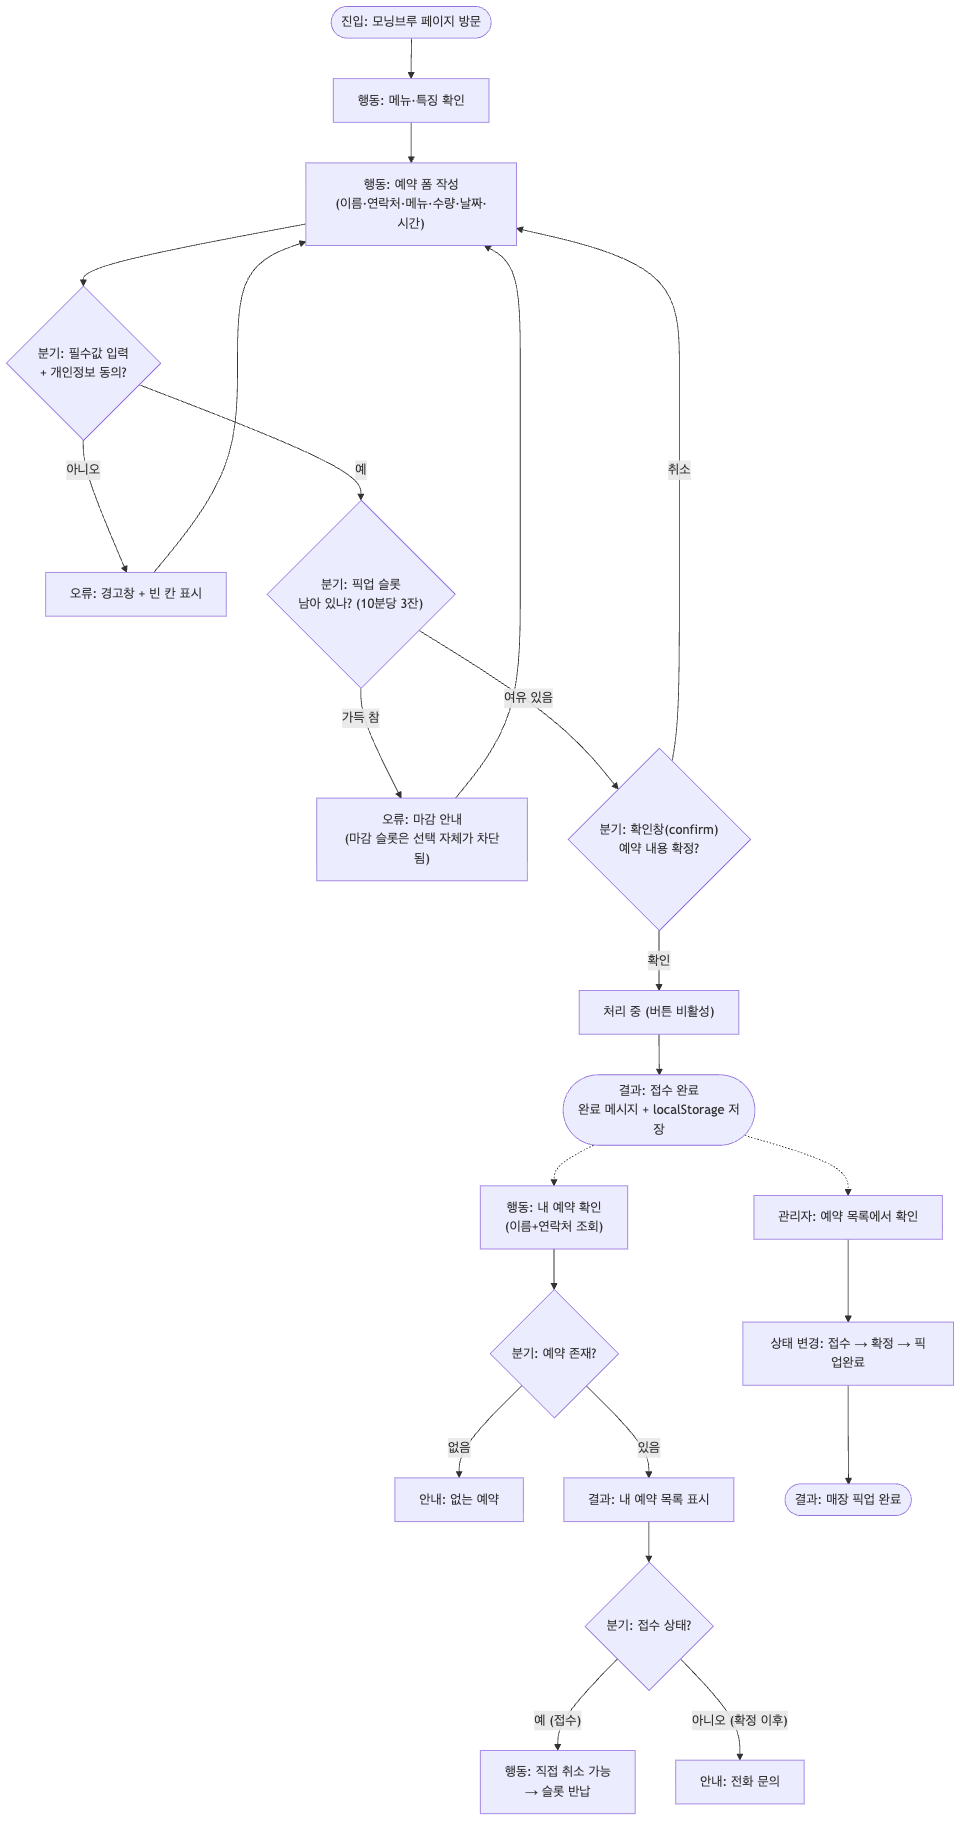 진입: 모닝브루 페이지 방문
행동: 메뉴·특징 확인
행동: 예약 폼 작성
(이름·연락처·메뉴·수량·날짜·
시간)
분기: 필수값 입력
+ 개인정보 동의?
아니오
예
취소
오류: 경고창 + 빈 칸 표시
분기: 픽업 슬롯
남아 있나? (10분당 3잔)
가득 참
여유 있음
오류: 마감 안내
(마감 슬롯은 선택 자체가 차단
됨)
분기: 확인창(confirm)
예약 내용 확정?
확인
처리 중 (버튼 비활성)
결과: 접수 완료
완료 메시지 + localStorage 저
장
행동: 내 예약 확인
(이름+연락처 조회)
관리자: 예약 목록에서 확인
분기: 예약 존재?
상태 변경: 접수 → 확정 → 픽
업완료
없음
있음
안내: 없는 예약
결과: 내 예약 목록 표시
결과: 매장 픽업 완료
분기: 접수 상태?
예 (접수)
아니오 (확정 이후)
행동: 직접 취소 가능
→ 슬롯 반납
안내: 전화 문의